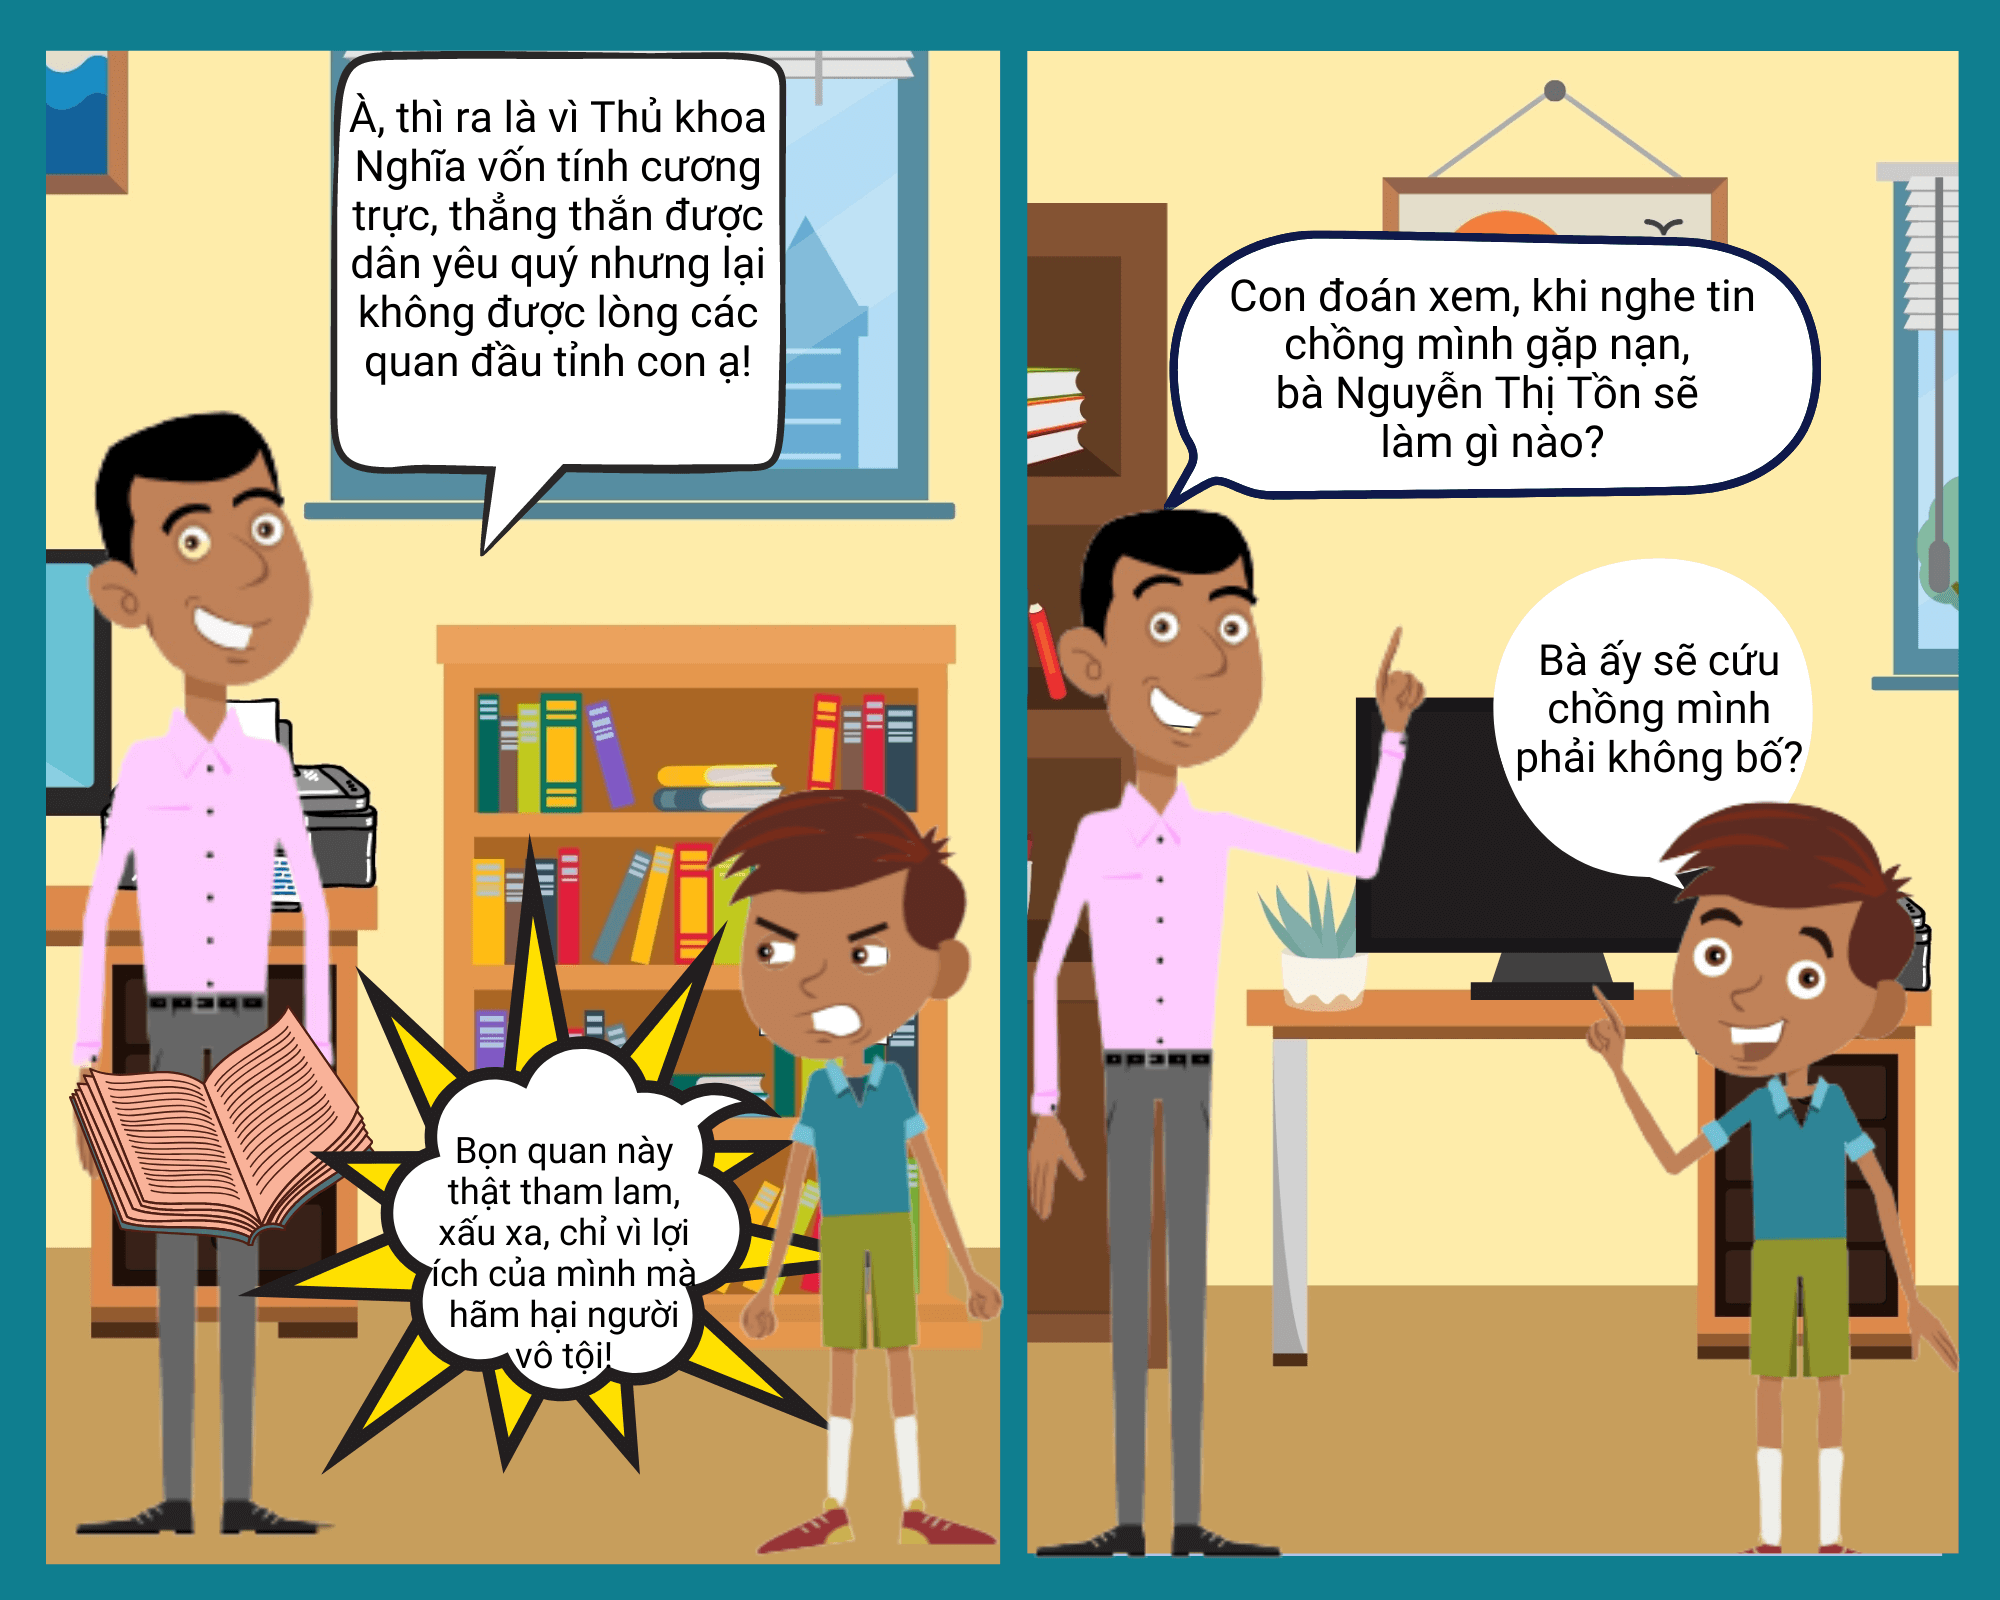 À, thì ra là vì Thủ khoa
Nghĩa vốn tính cương
trực, thẳng thắn được
dân yêu quý nhưng lại
không được lòng các
quan đầu tỉnh con ạ!
Bọn quan này
thật tham lam,
xấu xa, chỉ vì lợi
ích của mình mà
hãm hại người
vô tội!
Con đoán xem, khi nghe tin
chồng mình gặp nạn,
bà Nguyễn Thị Tồn sẽ
làm gì nào?
Bà ấy sẽ cứu
chồng mình
phải không bố?